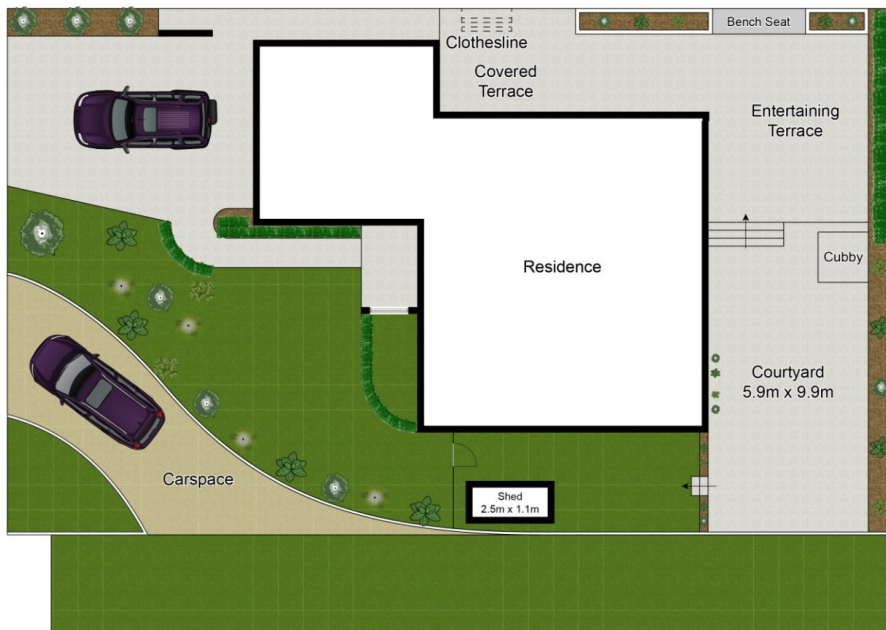 Bench Seat
Clothesline
Covered
Terrace
Entertaining
Terrace
Cubby
Residence
Courtyard
5.9m x 9.9m
Carspace
Shed
2.5m x 1.1m